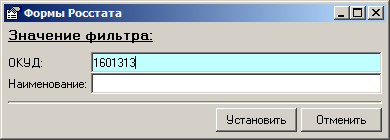 Формы Росстата
Значение фильтра:
ОКУД: 1601313
Наименование:
Установить Отменить